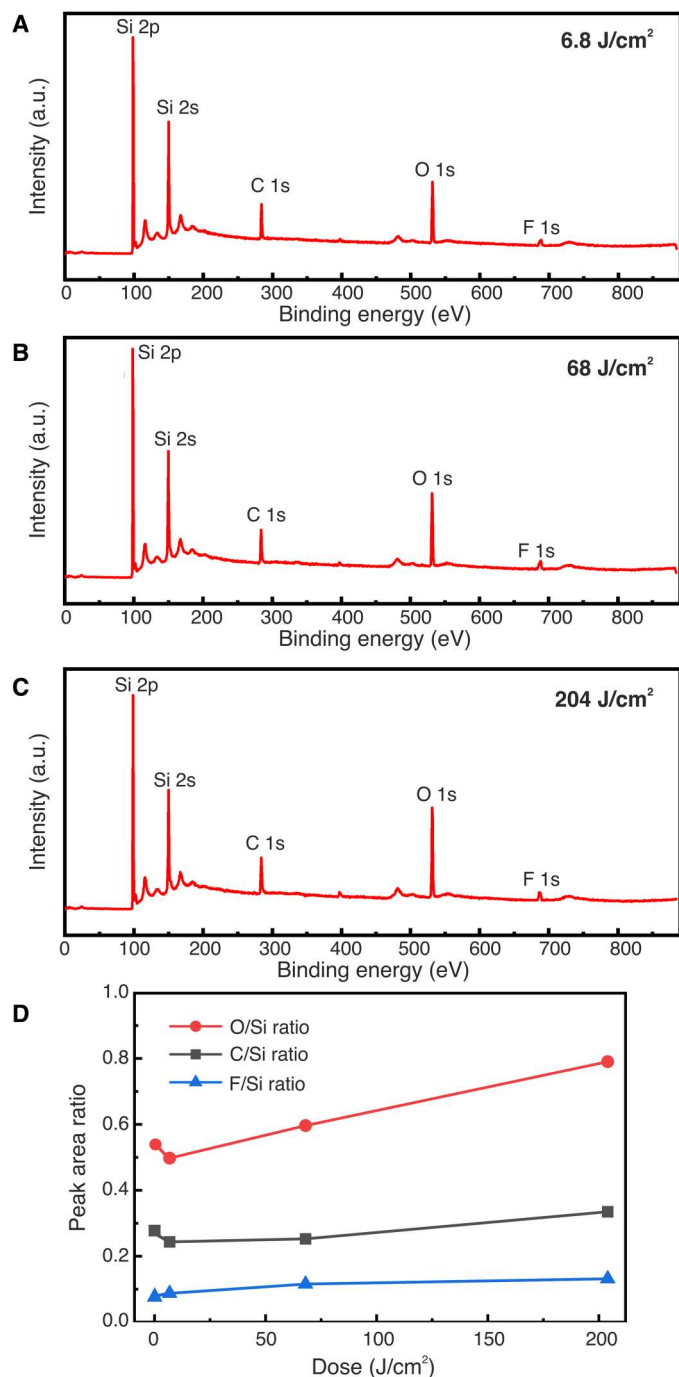 A
6.8 J/cm²
Si 2p
Si 2s
C 1s
O 1s
F 1s
Intensity (a.u.)
0 100 200 300 400 500 600 700 800
Binding energy (eV)
B
68 J/cm²
Si 2p
Si 2s
C 1s
O 1s
F 1s
Intensity (a.u.)
0 100 200 300 400 500 600 700 800
Binding energy (eV)
C
204 J/cm²
Si 2p
Si 2s
C 1s
O 1s
F 1s
Intensity (a.u.)
0 100 200 300 400 500 600 700 800
Binding energy (eV)
D
1.0
0.8
0.6
0.4
0.2
0.0
Peak area ratio
O/Si ratio
C/Si ratio
F/Si ratio
0 50 100 150 200
Dose (J/cm²)